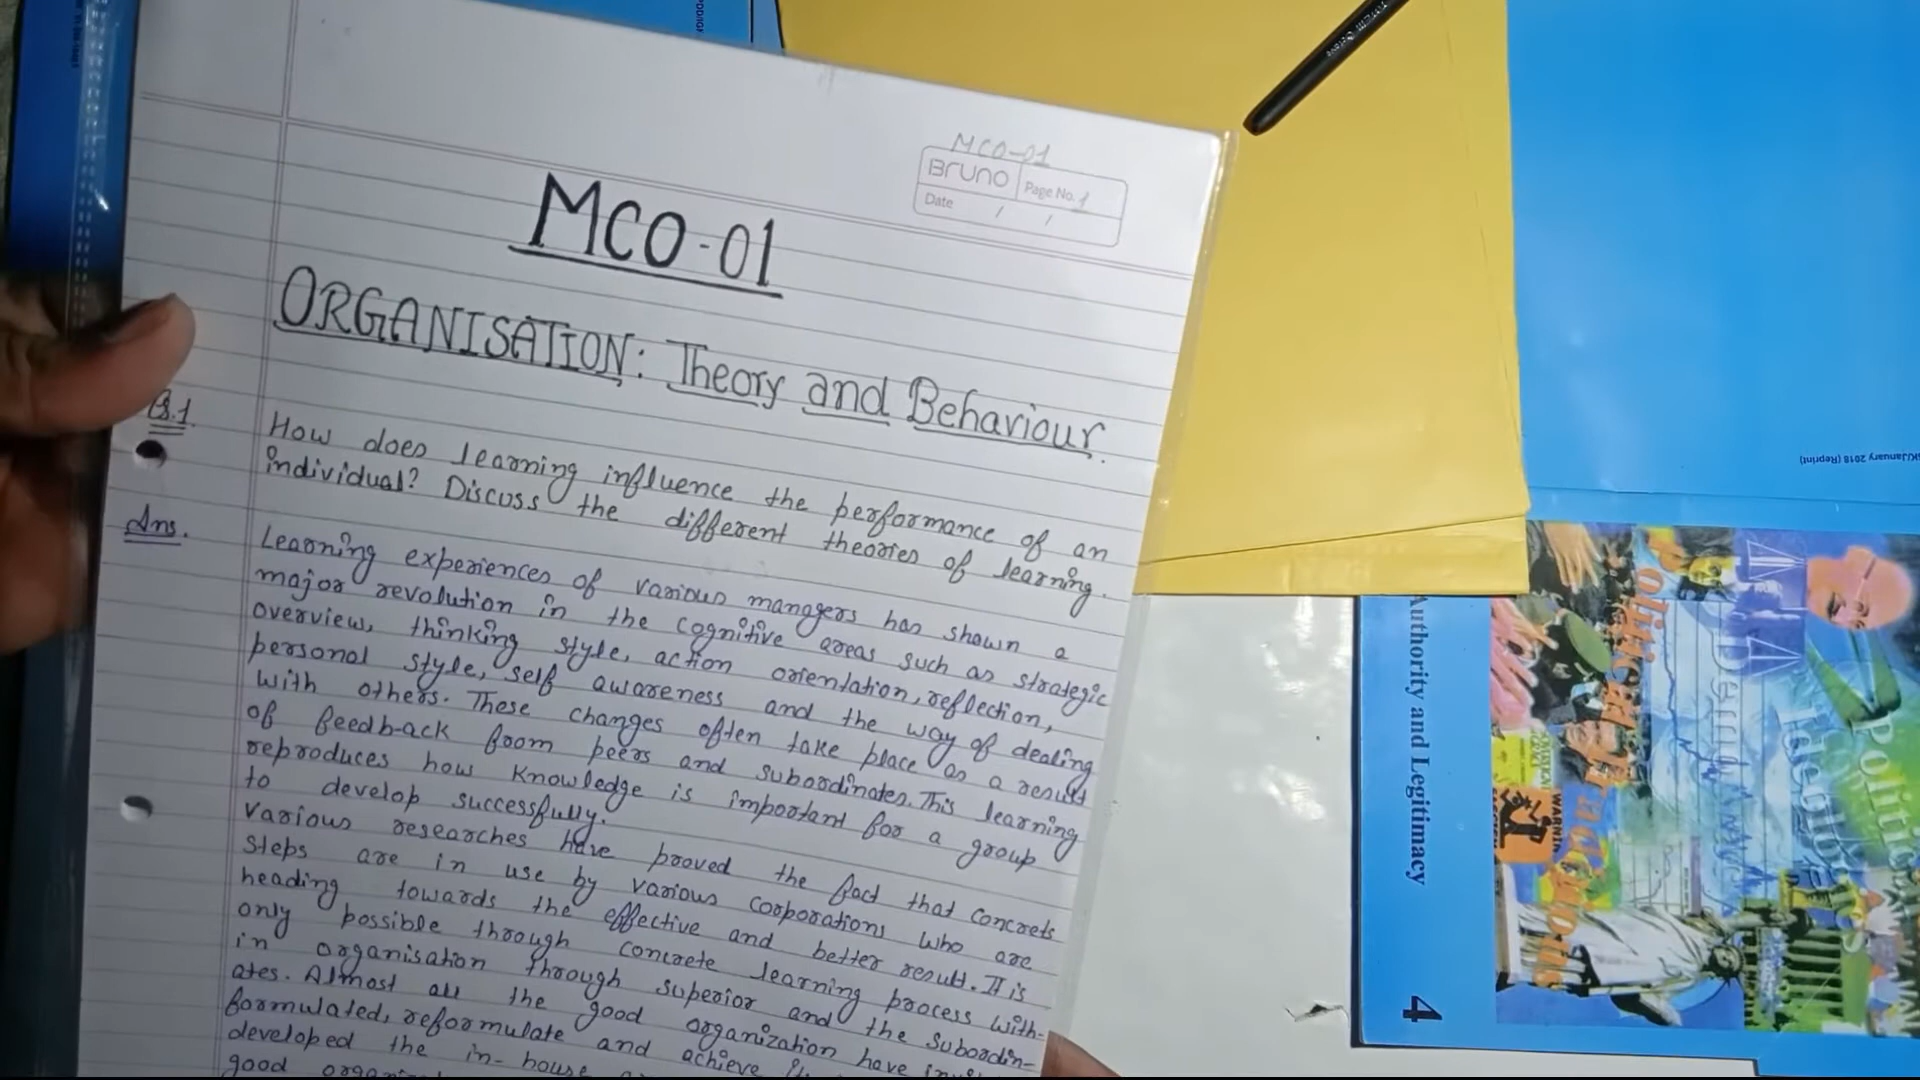 MCO-01
Bruno
Page No. 1
Date / /
MCO-01
ORGANISATION: Theory and Behaviour.
Q.1. How does learning influence the performance of an
individual? Discuss the different theories of learning.
Ans. Learning experiences of various managers has shown a
major revolution in the cognitive areas such as strategic
overview, thinking style, action orientation, reflection,
personal style, self awareness and the way of dealing
with others. These changes often take place as a result
of feedback from peers and subordinates. This learning
reproduces how knowledge is important for a group
to develop successfully.
Various researches have proved the fact that concrets
steps are in use by various corporations who are
heading towards the effective and better result. It is
only possible through concrete learning process with-
in organisation through superior and the subordin-
ates. Almost all the good organization have
formulated, reformulate and achieve
developed the in-house
good
Authority and Legitimacy
4
January 2018 (Reprint)